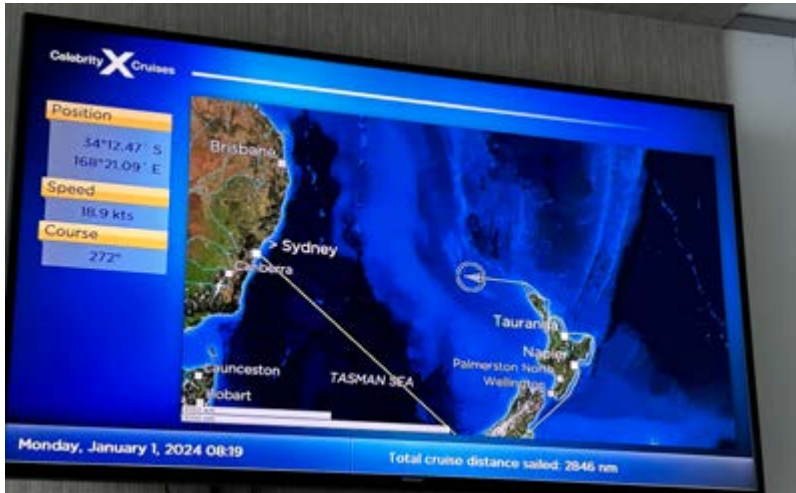 Celebrity X Cruises
Position
34°12.47' S
168°21.09' E
Speed
18.9 kts
Course
272°
Brisbane
> Sydney
Canberra
Tauranga
Napier
Palmerston North
Wellington
Launceston
TASMAN SEA
Hobart
Monday, January 1, 2024 08:19
Total cruise distance sailed: 2846 nm